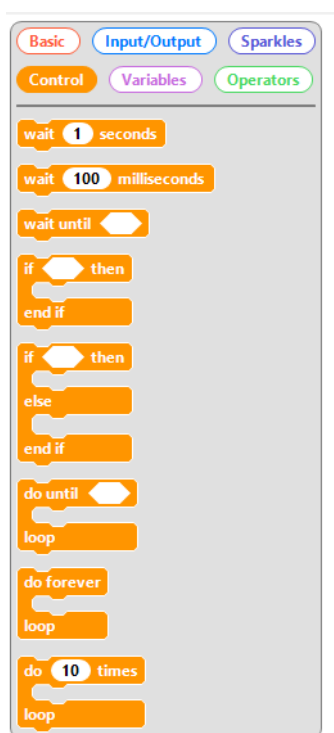 Basic Input/Output Sparkles
Control Variables Operators
wait 1 seconds
wait 100 milliseconds
wait until
if then
end if
if then
else
end if
do until
loop
do forever
loop
do 10 times
loop